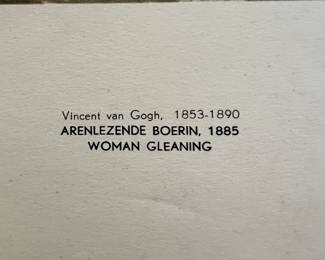 Vincent van Gogh, 1853-1890
ARENLEZENDE BOERIN, 1885
WOMAN GLEANING